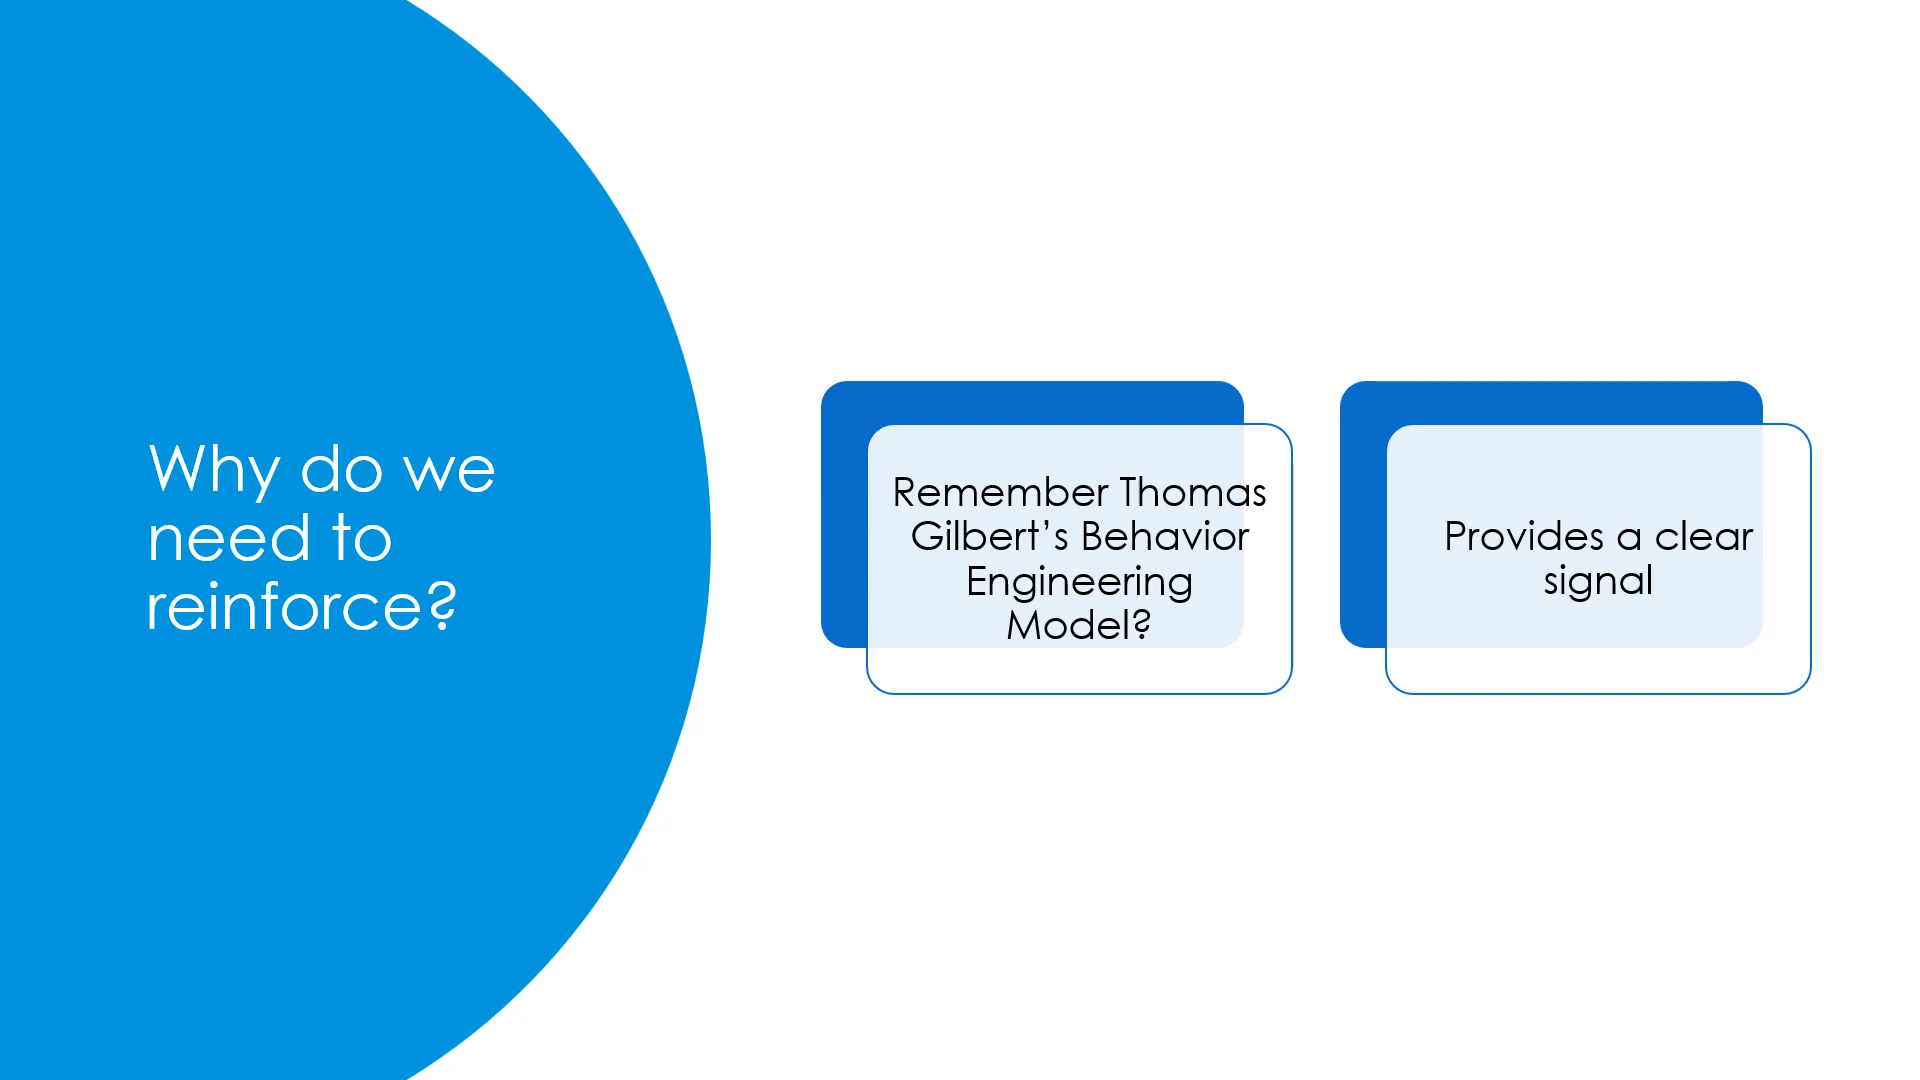 Why do we
need to
reinforce?
Remember Thomas
Gilbert’s Behavior
Engineering
Model?
Provides a clear
signal